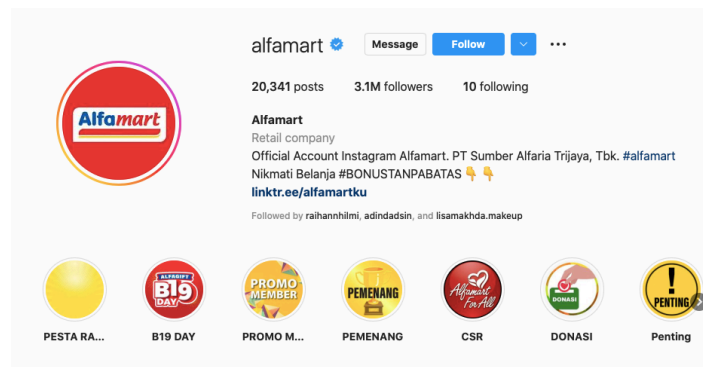 alfamart Message Follow
20,341 posts 3.1M followers 10 following
Alfamart
Alfamart
Retail company
Official Account Instagram Alfamart. PT Sumber Alfaria Trijaya, Tbk. #alfamart
Nikmati Belanja #BONUSTANPABATAS 👇 👇
linktr.ee/alfamartku
Followed by raihannhilmi, adindadsin, and lisamakhda.makeup
ALFAGIFT
B19
DAY
PROMO
MEMBER
PEMENANG
Alfamart
For All
DONASI
!
PENTING
PESTA RA... B19 DAY PROMO M... PEMENANG CSR DONASI Penting